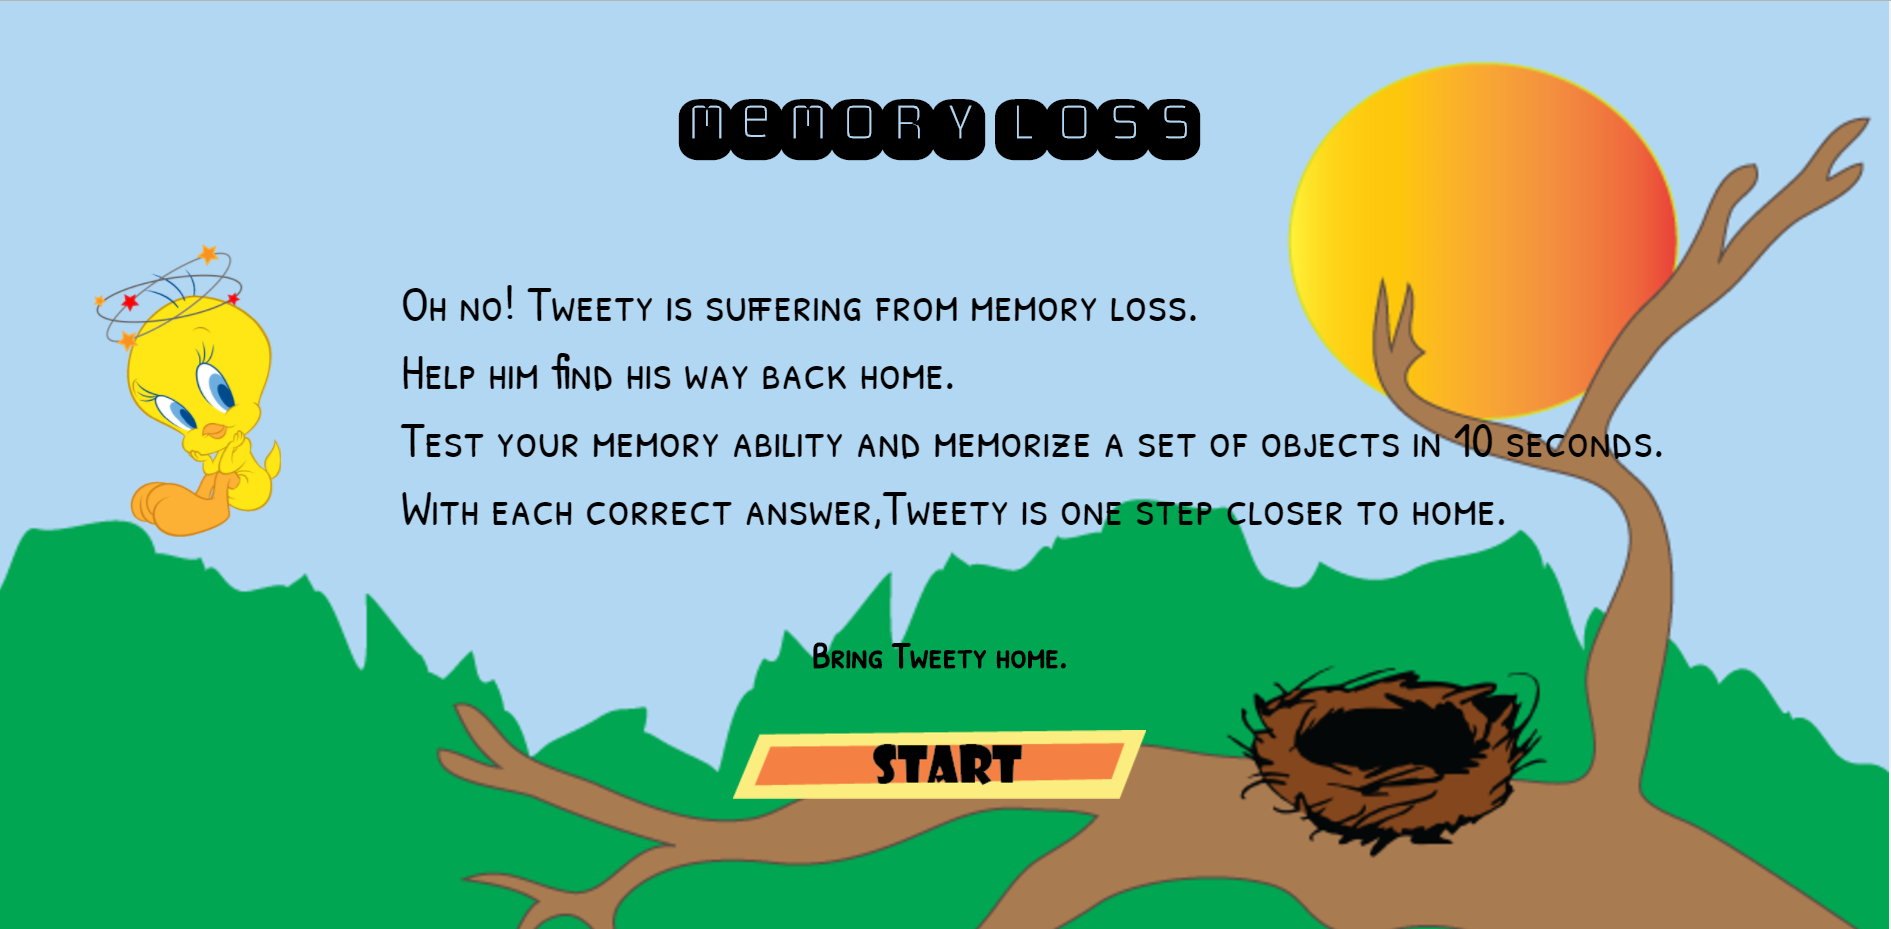 MEMORY LOSS
Oh no! Tweety is suffering from memory loss.
Help him find his way back home.
Test your memory ability and memorize a set of objects in 10 seconds.
With each correct answer,Tweety is one step closer to home.
Bring Tweety home.
START